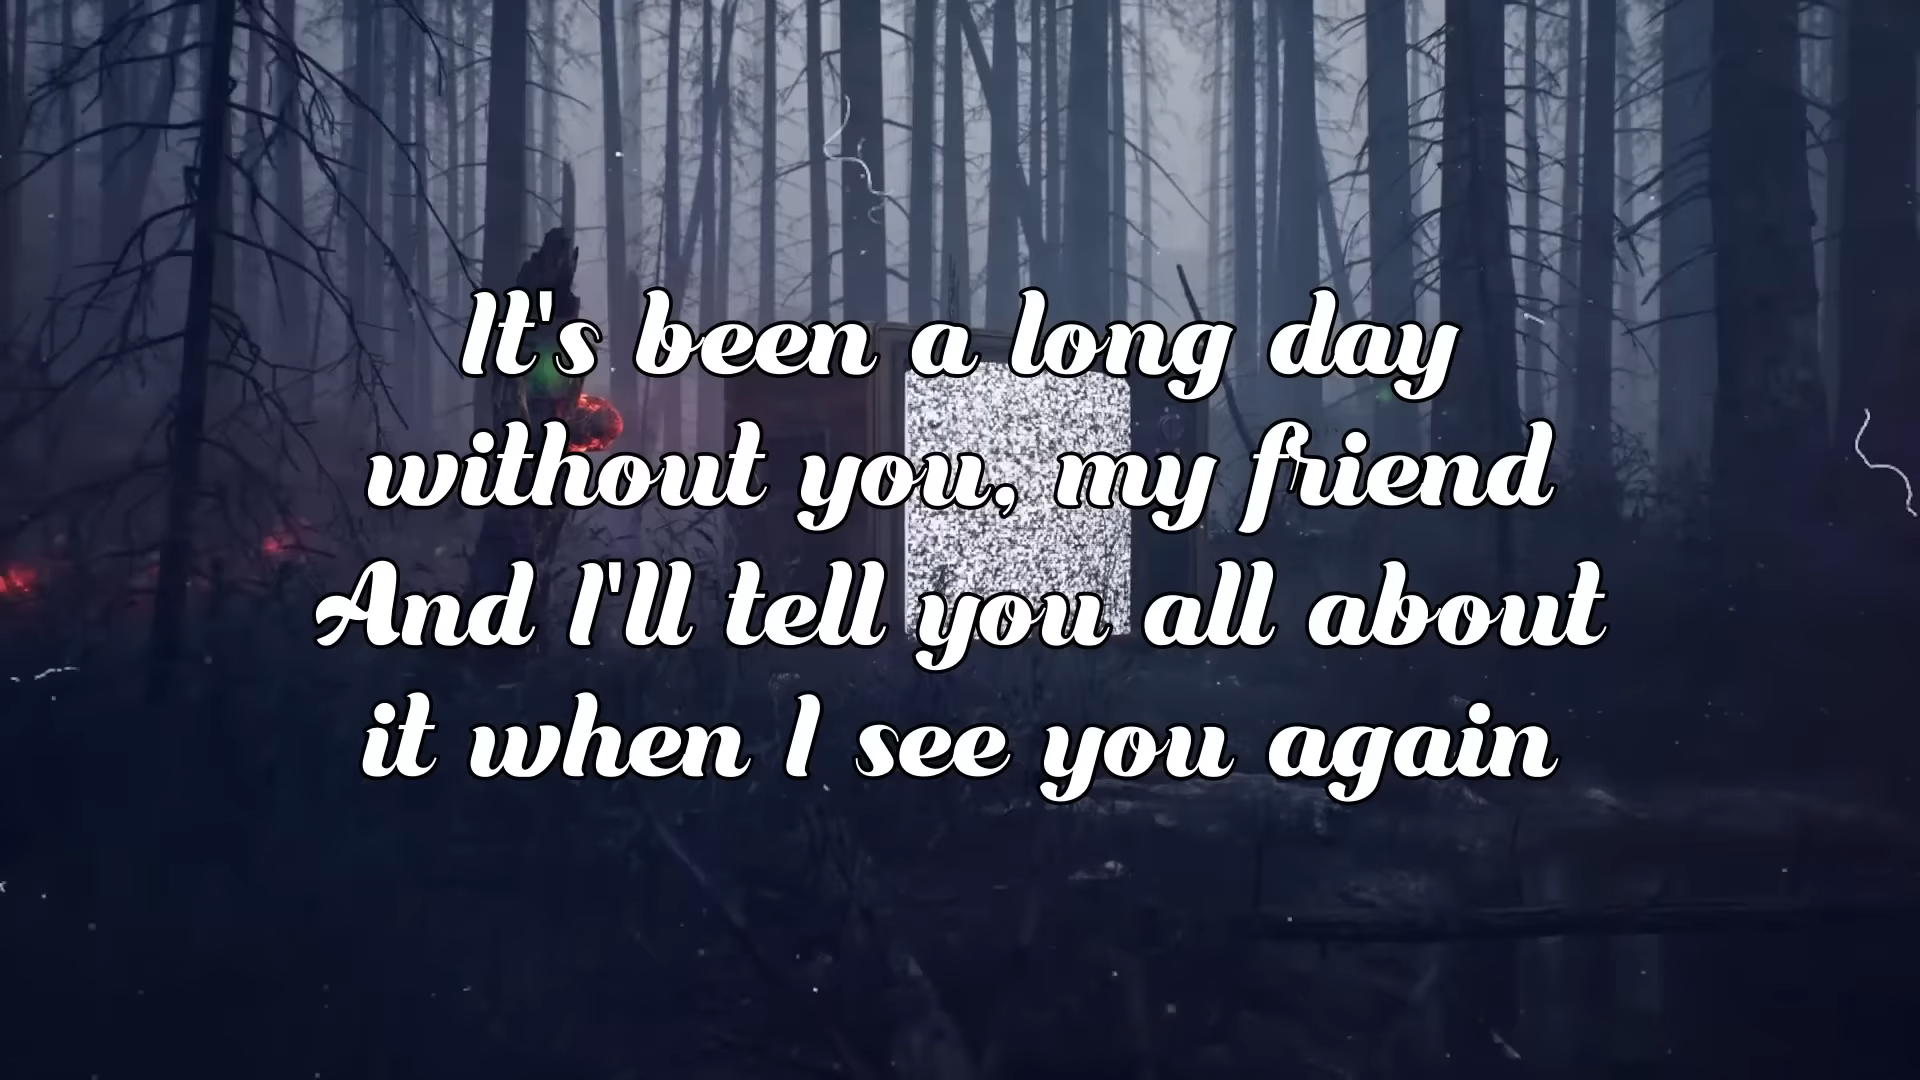 It's been a long day
without you, my friend
And I'll tell you all about
it when I see you again